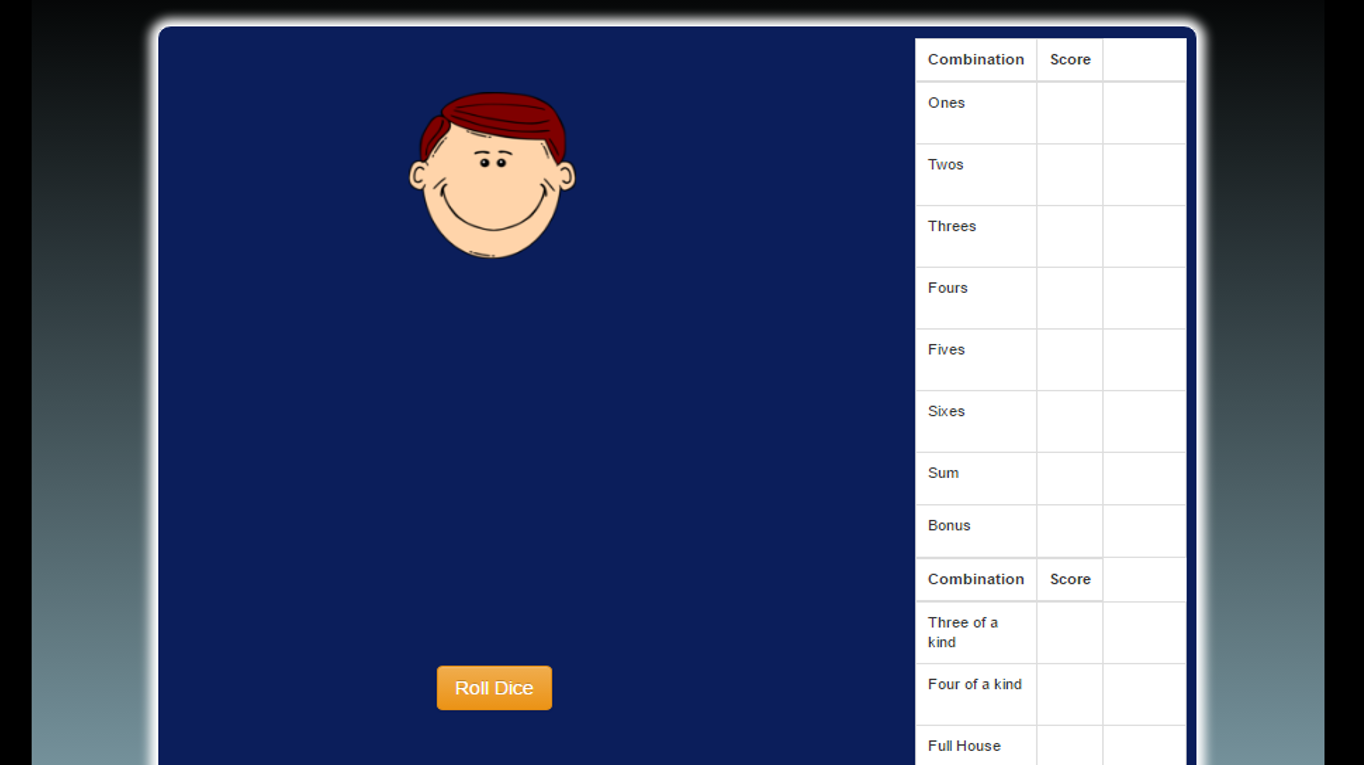 Combination Score
Ones
Twos
Threes
Fours
Fives
Sixes
Sum
Bonus
Combination Score
Three of a
kind
Four of a kind
Full House
Roll Dice